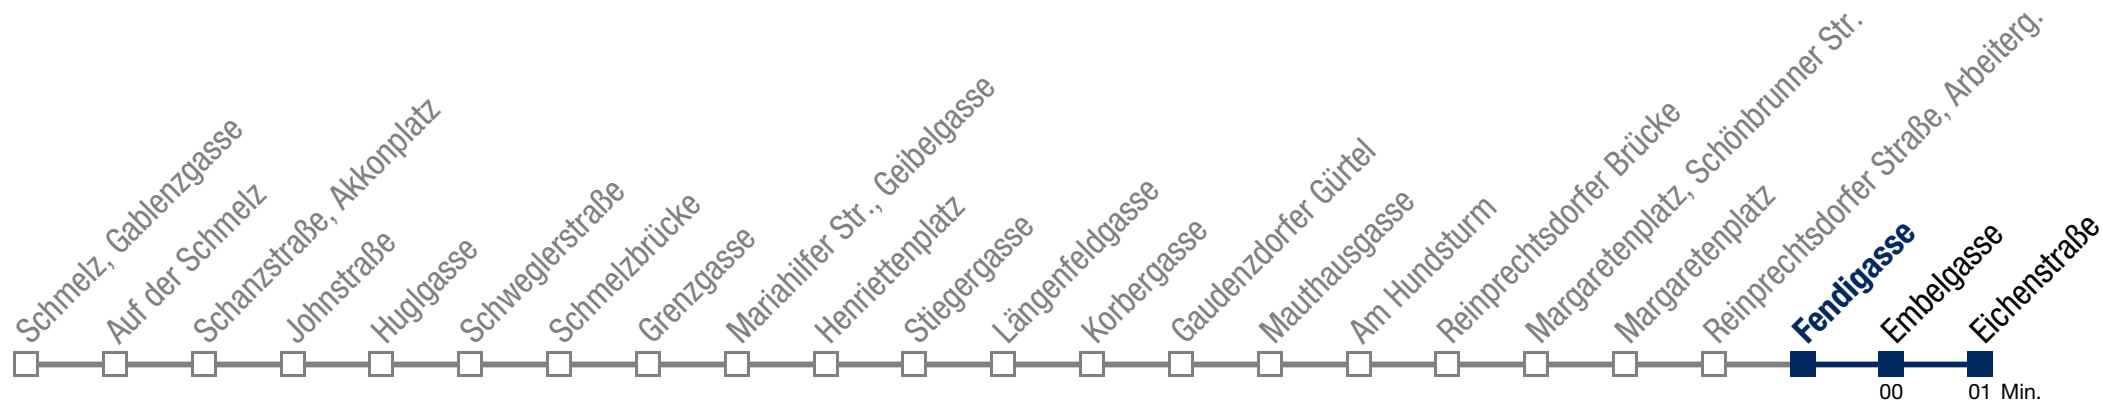 Schmelz, Gablenzgasse
Auf der Schmelz
Schanzstraße, Akkonplatz
Johnstraße
Huglgasse
Schweglerstraße
Schmelzbrücke
Grenzgasse
Mariahilfer Str., Geibelgasse
Henriettenplatz
Stiegergasse
Längenfeldgasse
Korbergasse
Gaudenzdorfer Gürtel
Mauthausgasse
Am Hundsturm
Reinprechtsdorfer Brücke
Margaretenplatz, Schönbrunner Str.
Margaretenplatz
Reinprechtsdorfer Straße, Arbeiterg.
Fendigasse
Embelgasse
Eichenstraße
00 01 Min.